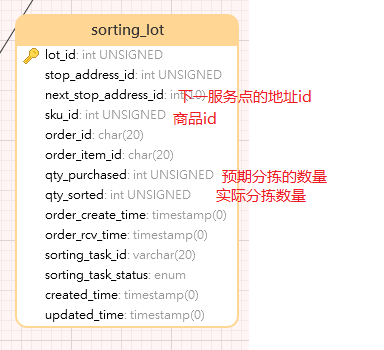 sorting_lot
lot_id: int UNSIGNED
stop_address_id: int UNSIGNED
next_stop_address_id: int(10) 下一服务点的地址id
sku_id: int UNSIGNED
商品id
order_id: char(20)
order_item_id: char(20)
qty_purchased: int UNSIGNED 预期分拣的数量
qty_sorted: int UNSIGNED 实际分拣数量
order_create_time: timestamp(0)
order_rcv_time: timestamp(0)
sorting_task_id: varchar(20)
sorting_task_status: enum
created_time: timestamp(0)
updated_time: timestamp(0)